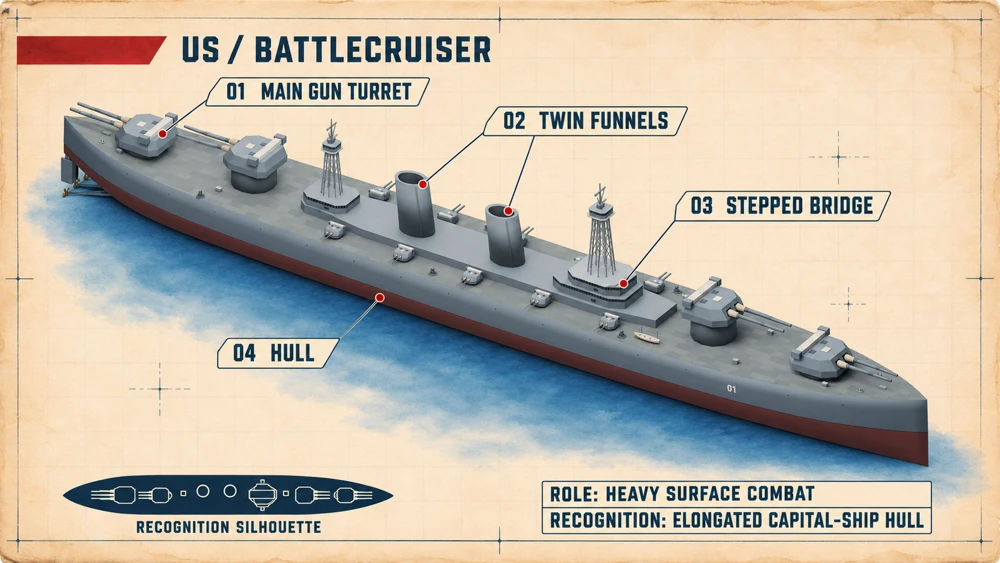 US / BATTLECRUISER
01 MAIN GUN TURRET
02 TWIN FUNNELS
03 STEPPED BRIDGE
04 HULL
01
RECOGNITION SILHOUETTE
ROLE: HEAVY SURFACE COMBAT
RECOGNITION: ELONGATED CAPITAL-SHIP HULL